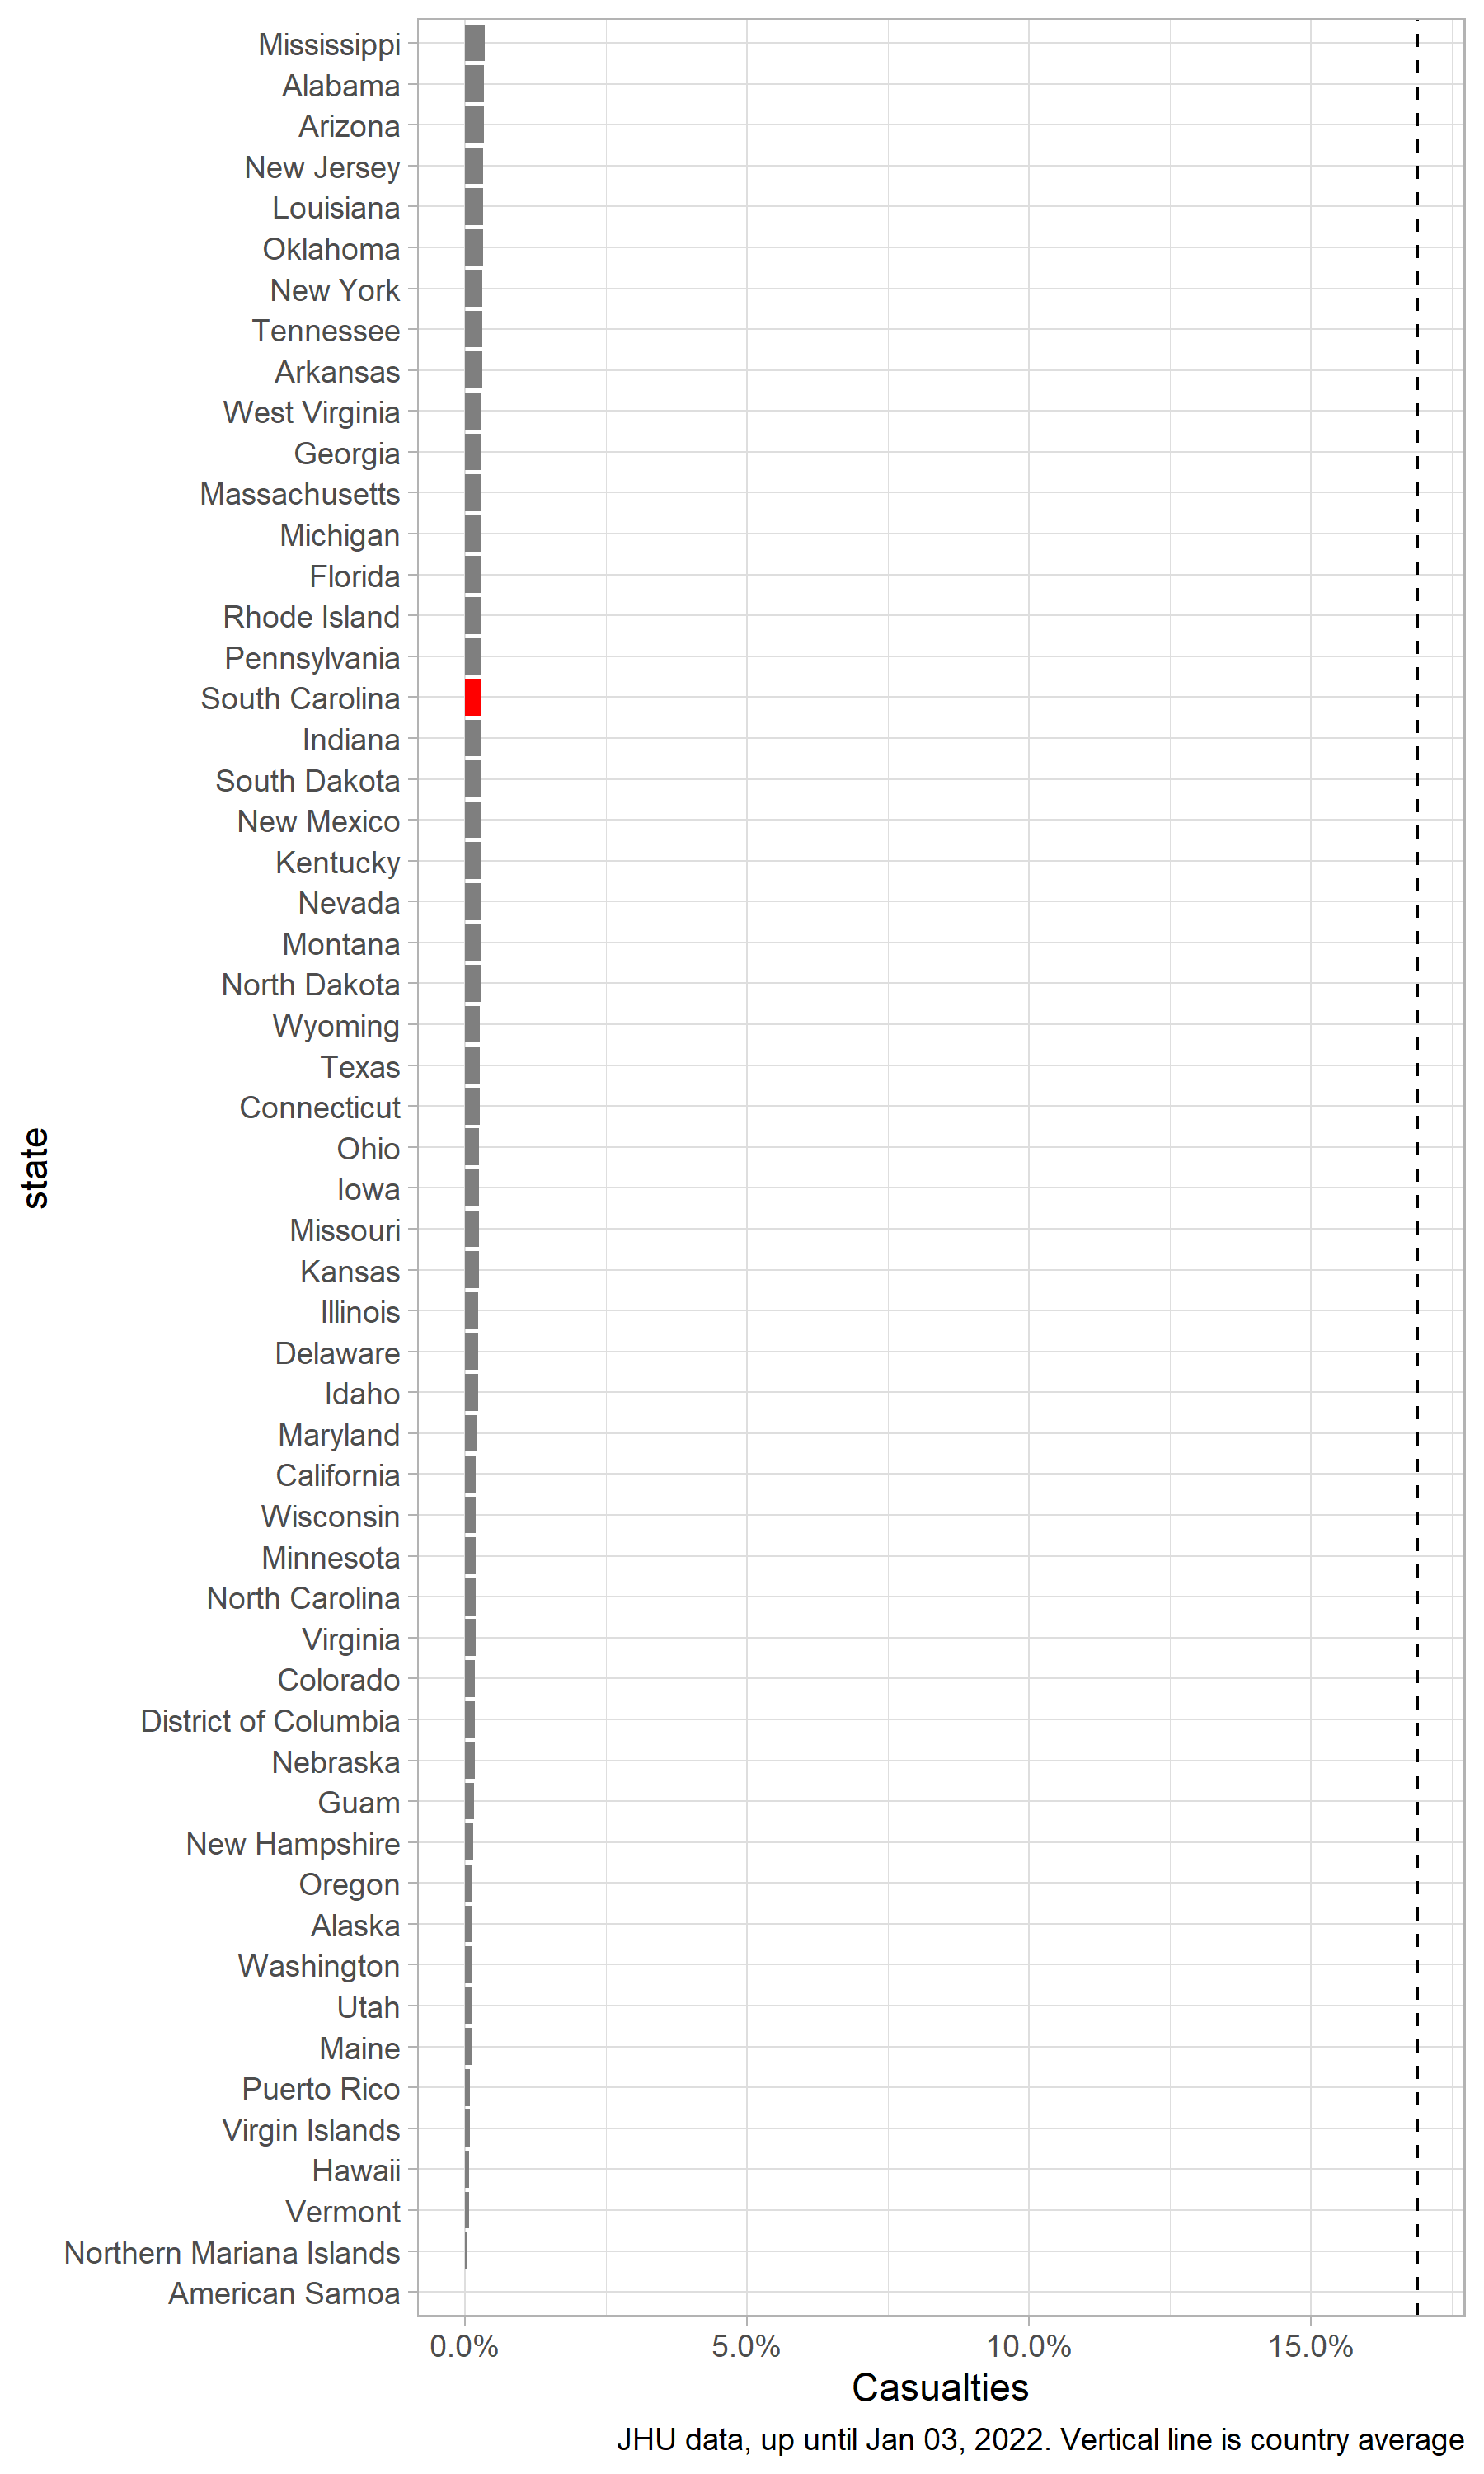 Mississippi
Alabama
Arizona
New Jersey
Louisiana
Oklahoma
New York
Tennessee
Arkansas
West Virginia
Georgia
Massachusetts
Michigan
Florida
Rhode Island
Pennsylvania
South Carolina
Indiana
South Dakota
New Mexico
Kentucky
Nevada
Montana
North Dakota
Wyoming
Texas
Connecticut
Ohio
state
Iowa
Missouri
Kansas
Illinois
Delaware
Idaho
Maryland
California
Wisconsin
Minnesota
North Carolina
Virginia
Colorado
District of Columbia
Nebraska
Guam
New Hampshire
Oregon
Alaska
Washington
Utah
Maine
Puerto Rico
Virgin Islands
Hawaii
Vermont
Northern Mariana Islands
American Samoa
0.0% 5.0% 10.0% 15.0%
Casualties
JHU data, up until Jan 03, 2022. Vertical line is country average